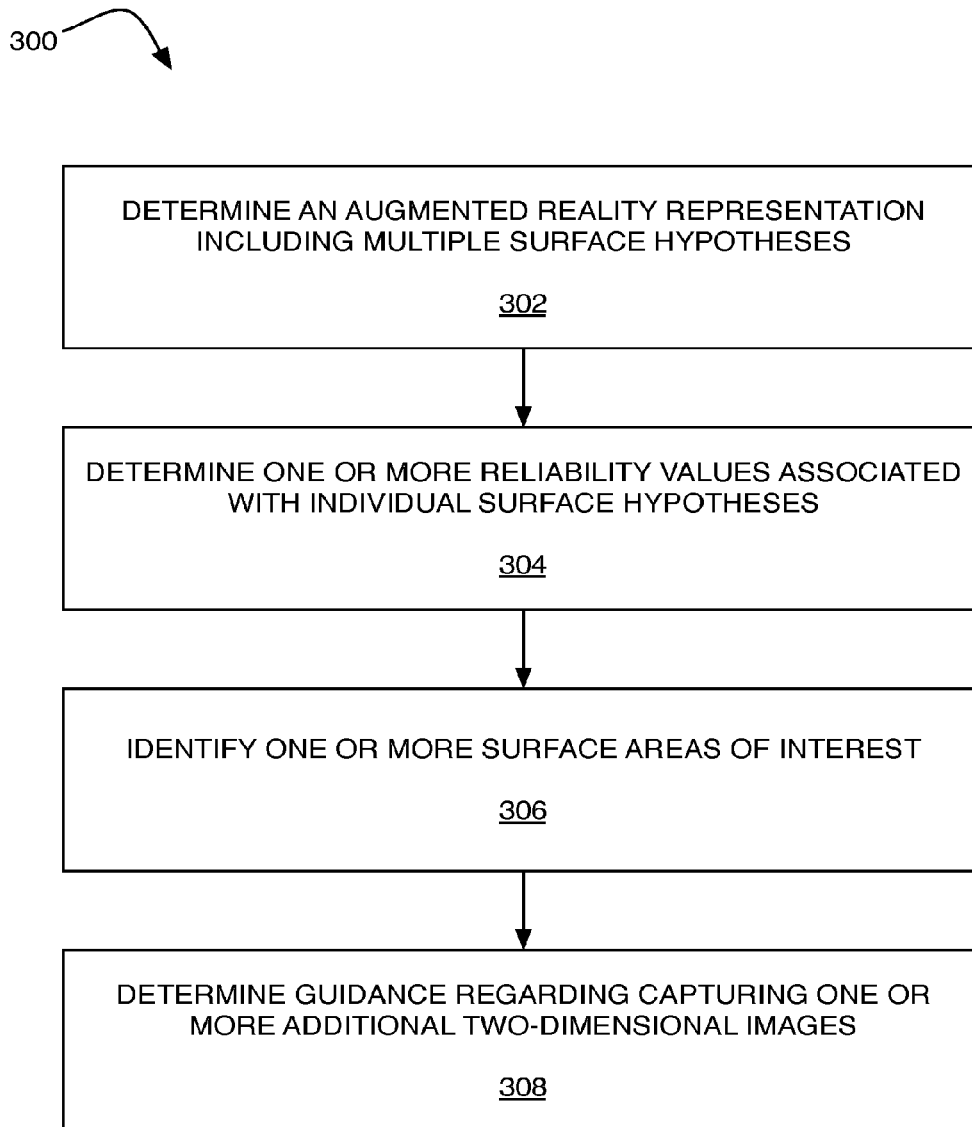 300
DETERMINE AN AUGMENTED REALITY REPRESENTATION
INCLUDING MULTIPLE SURFACE HYPOTHESES
302
DETERMINE ONE OR MORE RELIABILITY VALUES ASSOCIATED
WITH INDIVIDUAL SURFACE HYPOTHESES
304
IDENTIFY ONE OR MORE SURFACE AREAS OF INTEREST
306
DETERMINE GUIDANCE REGARDING CAPTURING ONE OR
MORE ADDITIONAL TWO-DIMENSIONAL IMAGES
308